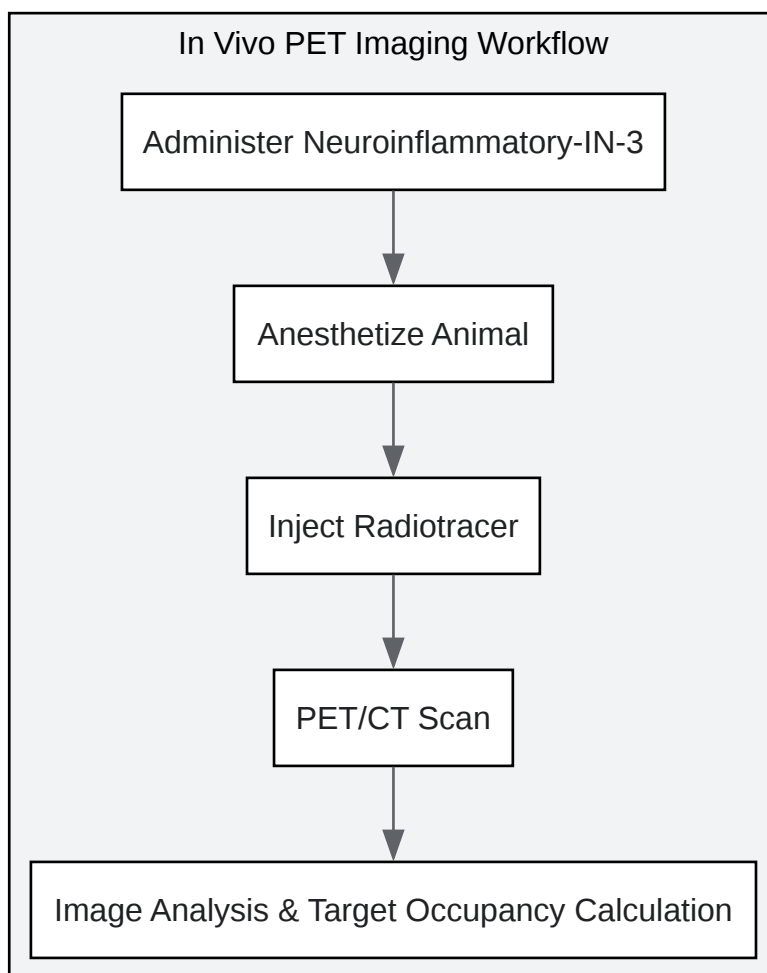 In Vivo PET Imaging Workflow
Administer Neuroinflammatory-IN-3
Anesthetize Animal
Inject Radiotracer
PET/CT Scan
Image Analysis & Target Occupancy Calculation